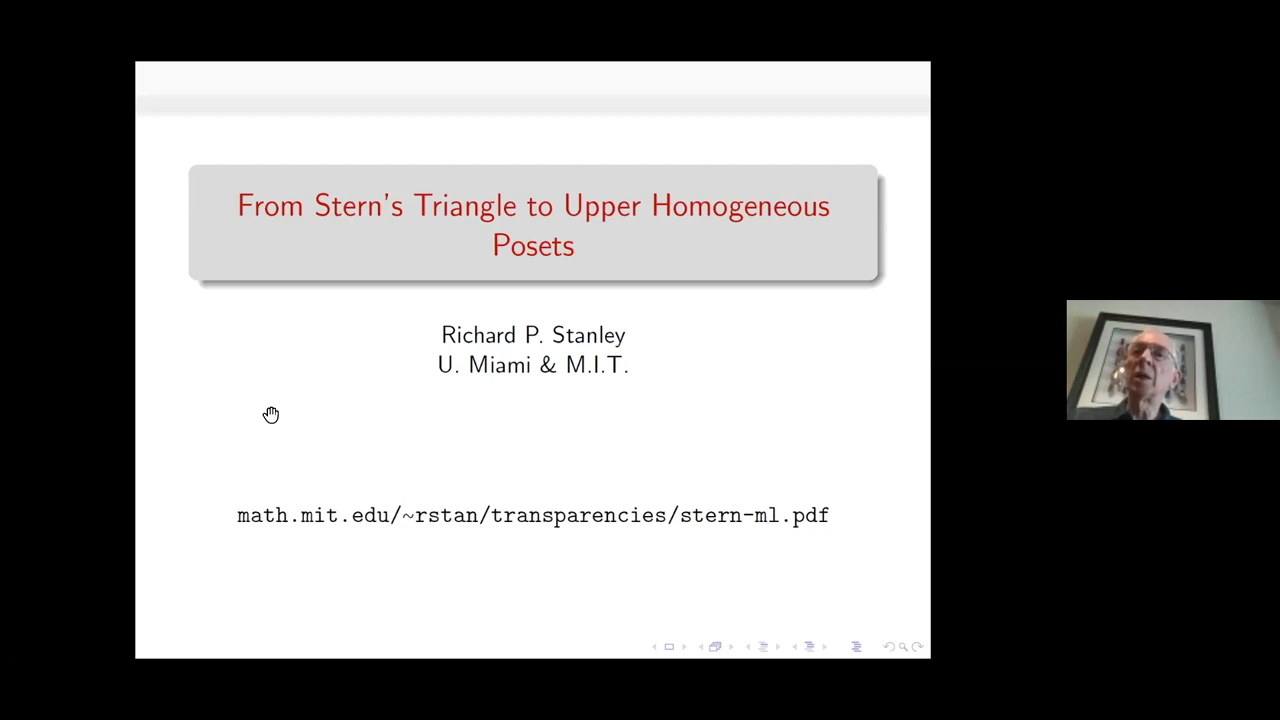 From Stern's Triangle to Upper Homogeneous
Posets
Richard P. Stanley
U. Miami & M.I.T.
math.mit.edu/~rstan/transparencies/stern-ml.pdf